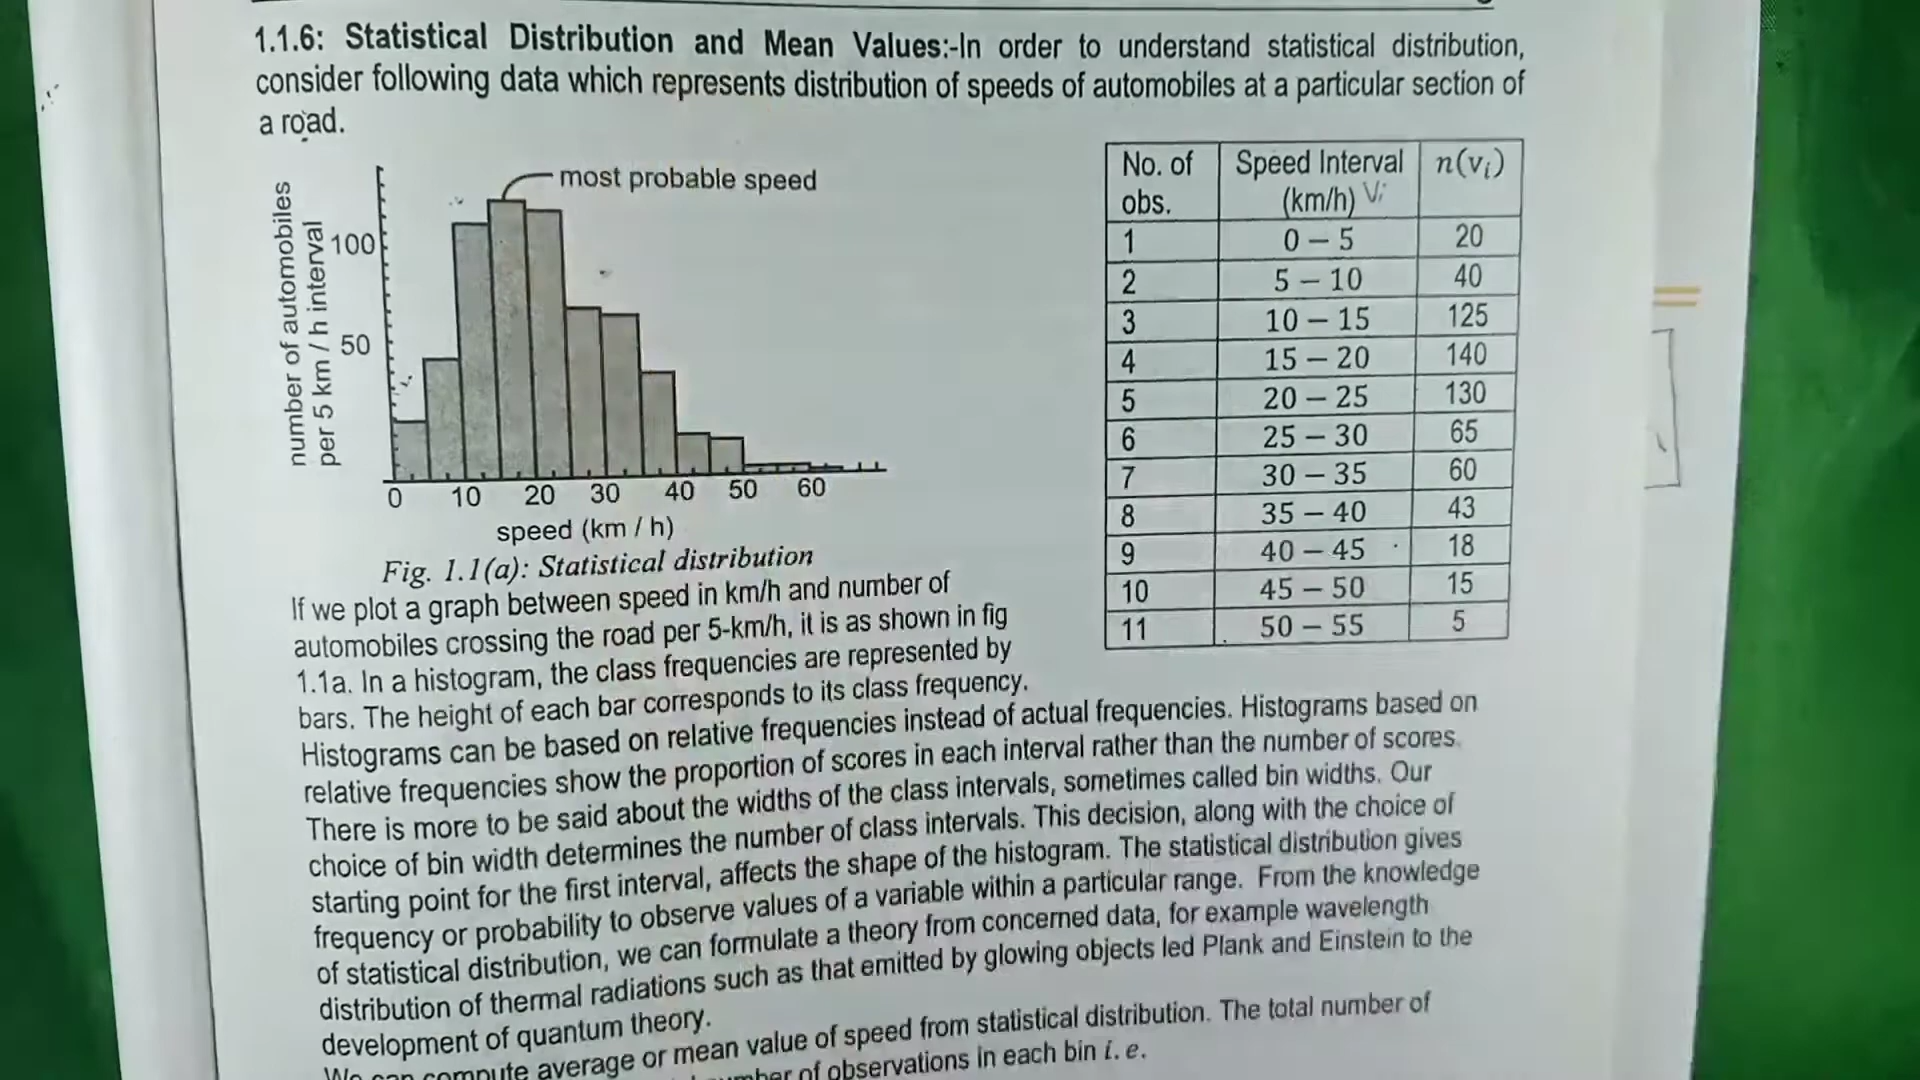 1.1.6: Statistical Distribution and Mean Values:-In order to understand statistical distribution,
consider following data which represents distribution of speeds of automobiles at a particular section of
a road.
most probable speed
number of automobiles
per 5 km / h interval
100
50
0 10 20 30 40 50 60
speed (km / h)
Fig. 1.1(a): Statistical distribution
No. of obs. Speed Interval (km/h) Vi n(vi)
1 0 – 5 20
2 5 – 10 40
3 10 – 15 125
4 15 – 20 140
5 20 – 25 130
6 25 – 30 65
7 30 – 35 60
8 35 – 40 43
9 40 – 45 18
10 45 – 50 15
11 50 – 55 5
If we plot a graph between speed in km/h and number of
automobiles crossing the road per 5-km/h, it is as shown in fig
1.1a. In a histogram, the class frequencies are represented by
bars. The height of each bar corresponds to its class frequency.
Histograms can be based on relative frequencies instead of actual frequencies. Histograms based on
relative frequencies show the proportion of scores in each interval rather than the number of scores.
There is more to be said about the widths of the class intervals, sometimes called bin widths. Our
choice of bin width determines the number of class intervals. This decision, along with the choice of
starting point for the first interval, affects the shape of the histogram. The statistical distribution gives
frequency or probability to observe values of a variable within a particular range. From the knowledge
of statistical distribution, we can formulate a theory from concerned data, for example wavelength
distribution of thermal radiations such as that emitted by glowing objects led Plank and Einstein to the
development of quantum theory.
We can compute average or mean value of speed from statistical distribution. The total number of
of observations in each bin i. e.